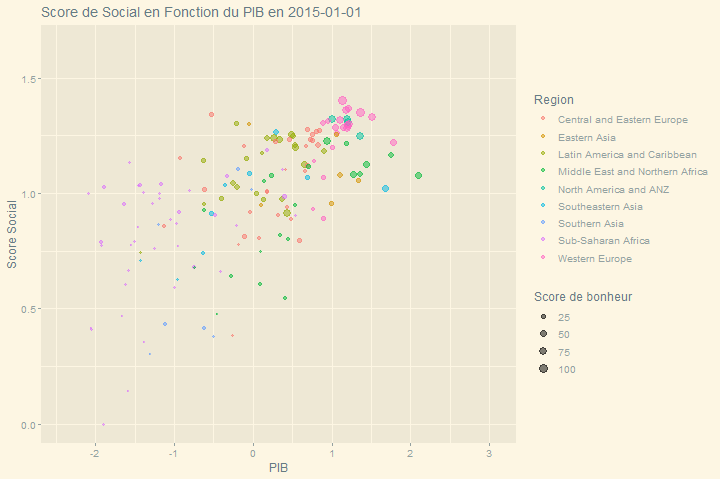 Score de Social en Fonction du PIB en 2015-01-01
Score Social
1.5
1.0
0.5
0.0
-2
-1
0
1
2
3
PIB
Region
Central and Eastern Europe
Eastern Asia
Latin America and Caribbean
Middle East and Northern Africa
North America and ANZ
Southeastern Asia
Southern Asia
Sub-Saharan Africa
Western Europe
Score de bonheur
25
50
75
100